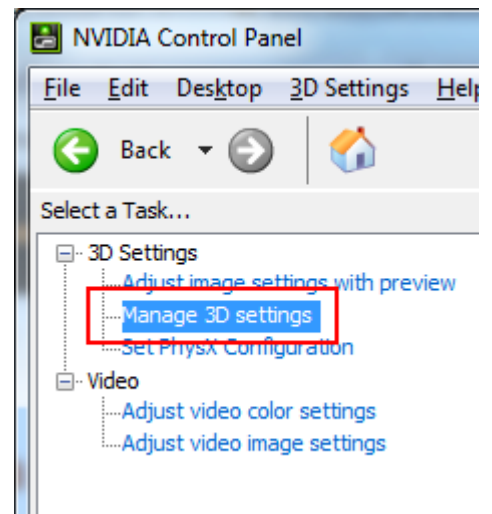 NVIDIA Control Panel
File Edit Desktop 3D Settings Help
Back
Select a Task...
3D Settings
Adjust image settings with preview
Manage 3D settings
Set PhysX Configuration
Video
Adjust video color settings
Adjust video image settings